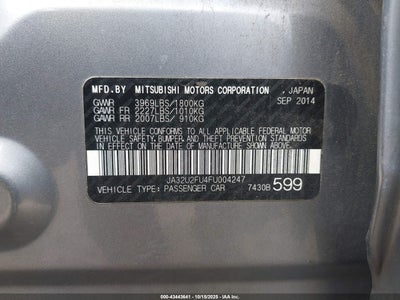 MFD.BY MITSUBISHI MOTORS CORPORATION, JAPAN
GVWR 3969LBS/1800KG SEP 2014
GAWR FR 2227LBS/1010KG
GAWR RR 2007LBS/ 910KG
THIS VEHICLE CONFORMS TO ALL APPLICABLE FEDERAL MOTOR
VEHICLE SAFETY, BUMPER, AND THEFT PREVENTION STANDARDS
IN EFFECT ON THE DATE OF MANUFACTURE SHOWN ABOVE.
JA32U2FU4FU004247
VEHICLE TYPE: PASSENGER CAR 7430B 599
000-43443641 - 10/15/2025 - IAA, Inc.